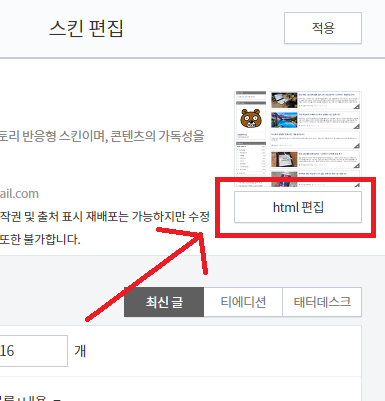 스킨 편집
적용
토리 반응형 스킨이며, 콘텐츠의 가독성을
ail.com
작권 및 출처 표시 재배포는 가능하지만 수정
또한 불가합니다.
html 편집
최신 글 티에디션 태터데스크
16 개